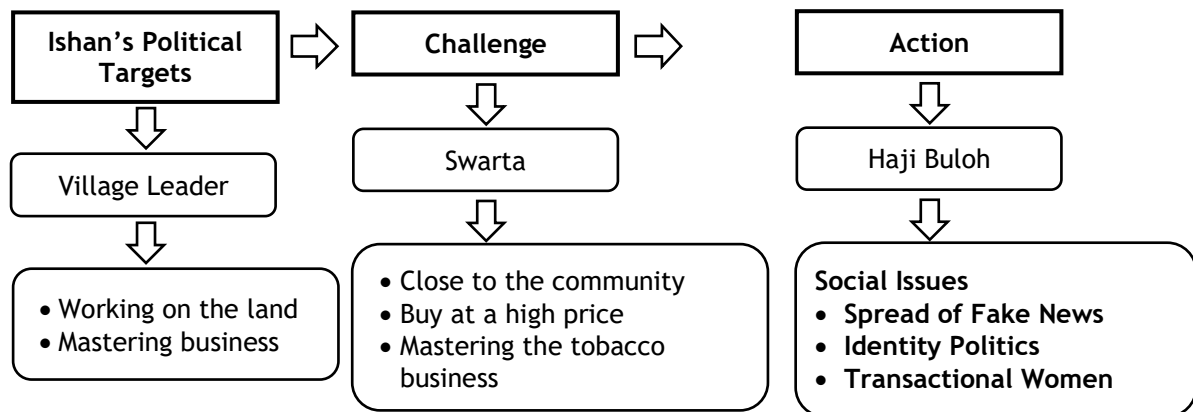 Ishan’s Political
Targets
Challenge
Action
Village Leader
Swarta
Haji Buloh
• Working on the land
• Mastering business
• Close to the community
• Buy at a high price
• Mastering the tobacco
business
Social Issues
• Spread of Fake News
• Identity Politics
• Transactional Women